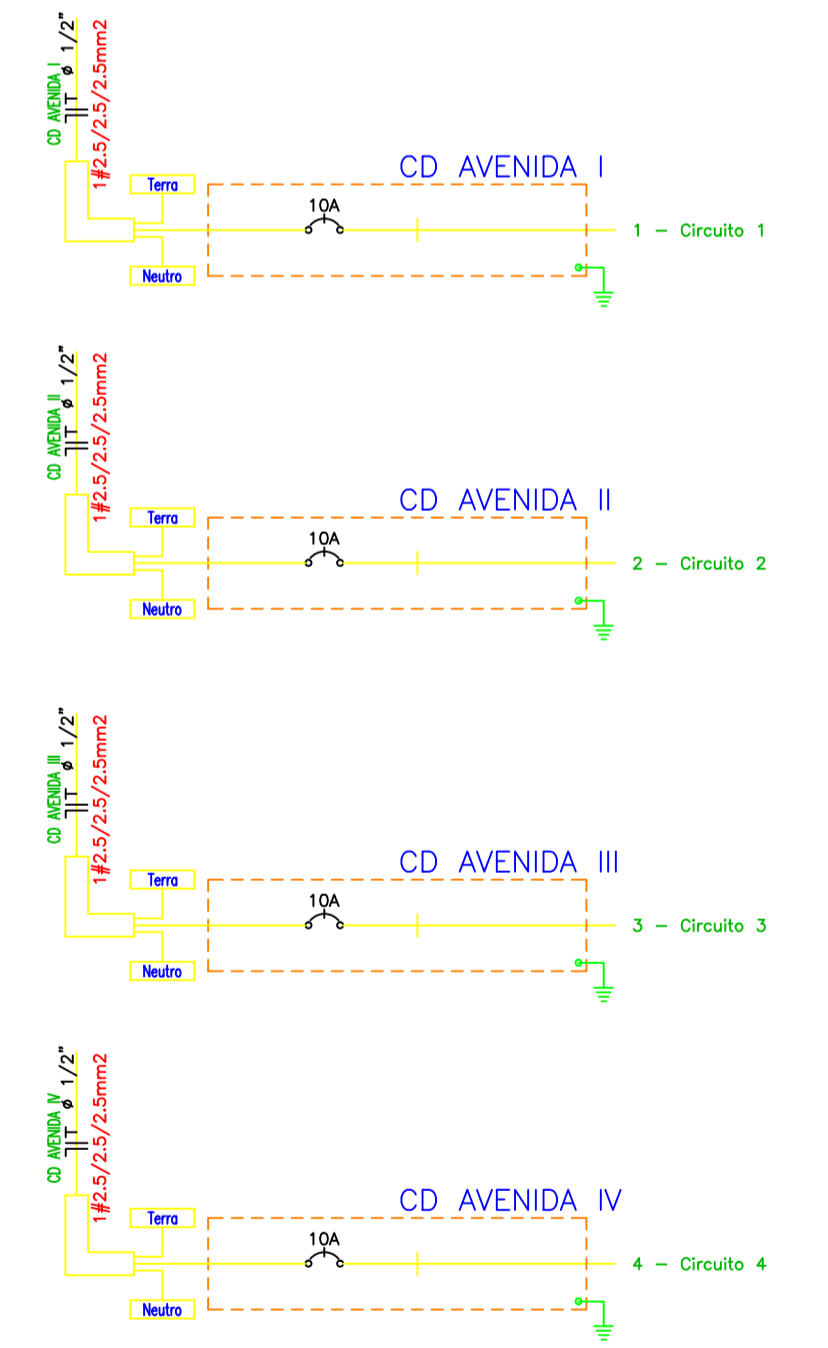 CD AVENIDA I
T ø 1/2"
1#2.5/2.5/2.5mm2
CD AVENIDA I
Terra
10A
1 - Circuito 1
Neutro
CD AVENIDA II
T ø 1/2"
1#2.5/2.5/2.5mm2
CD AVENIDA II
Terra
10A
2 - Circuito 2
Neutro
CD AVENIDA III
T ø 1/2"
1#2.5/2.5/2.5mm2
CD AVENIDA III
Terra
10A
3 - Circuito 3
Neutro
CD AVENIDA IV
T ø 1/2"
1#2.5/2.5/2.5mm2
CD AVENIDA IV
Terra
10A
4 - Circuito 4
Neutro